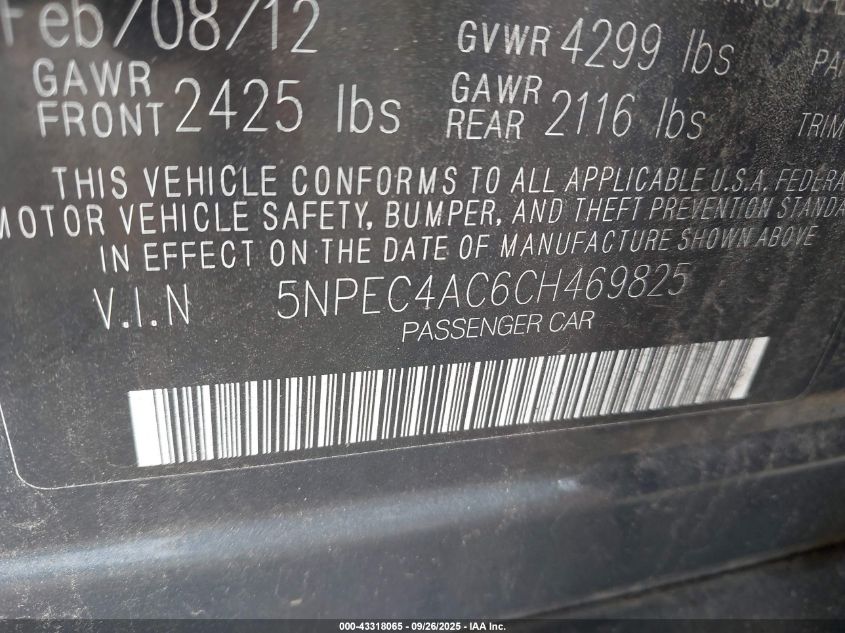 Feb/08/12 GVWR 4299 lbs PA
GAWR FRONT 2425 lbs GAWR REAR 2116 lbs TRIM
THIS VEHICLE CONFORMS TO ALL APPLICABLE U.S.A. FEDERA
MOTOR VEHICLE SAFETY, BUMPER, AND THEFT PREVENTION STANDA
IN EFFECT ON THE DATE OF MANUFACTURE SHOWN ABOVE
V.I.N 5NPEC4AC6CH469825
PASSENGER CAR
000-43318065 - 09/26/2025 - IAA Inc.